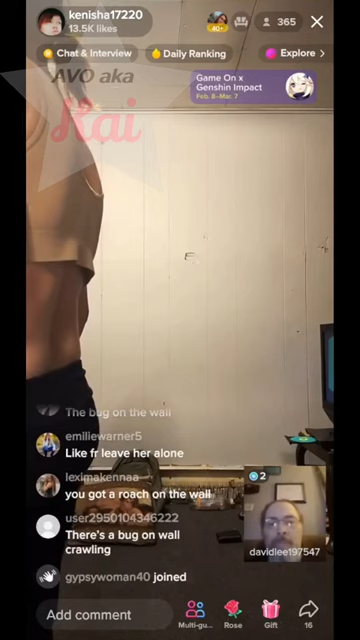 kenisha17220
13.5K likes
40+
365
Chat & Interview
Daily Ranking
Explore
AVO aka
Kai
Game On x
Genshin Impact
Feb. 8–Mar. 7
The bug on the wall
emiliewarner5
Like fr leave her alone
leximakennaa
you got a roach on the wall
user2950104346222
There's a bug on wall
crawling
gypsywoman40 joined
2
davidlee197547
Add comment
Multi-gu...
Rose
Gift
16